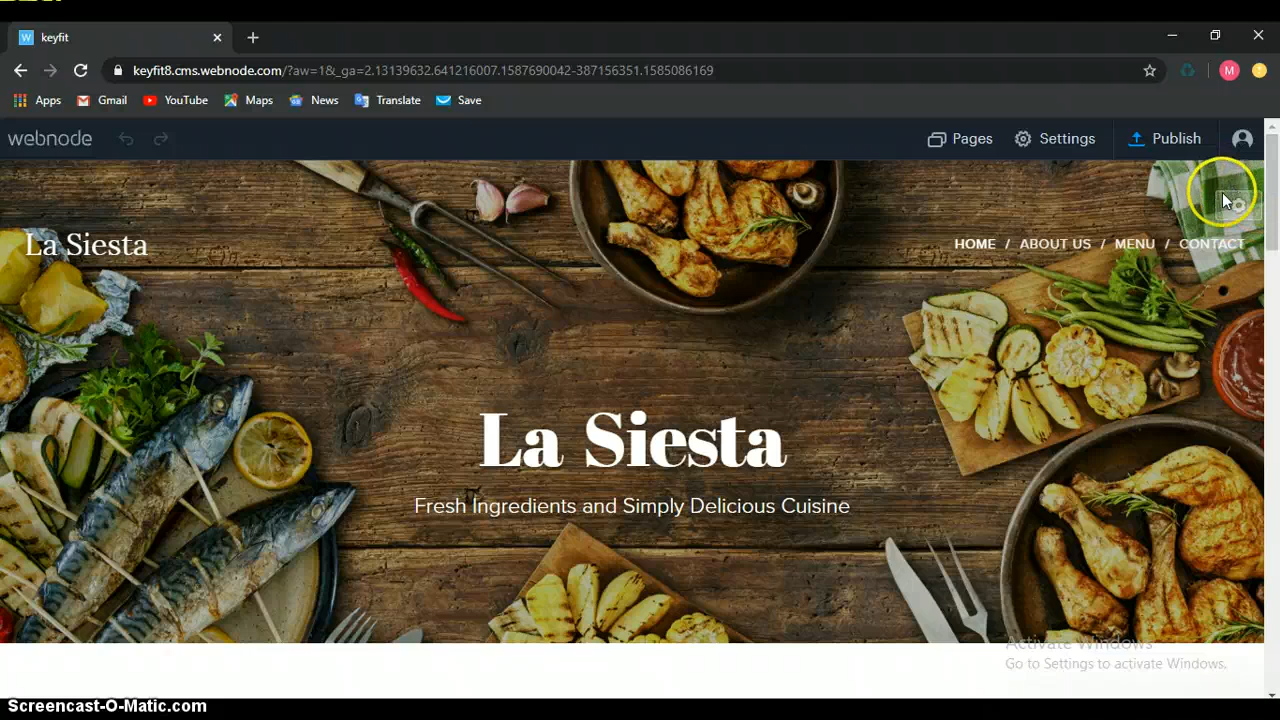 keyfit
keyfit8.cms.webnode.com/?aw=1&_ga=2.13139632.641216007.1587690042-387156351.1585086169
M
Apps Gmail YouTube Maps News Translate Save
webnode Pages Settings Publish
La Siesta HOME / ABOUT US / MENU / CONTACT
La Siesta
Fresh Ingredients and Simply Delicious Cuisine
Activate Windows
Go to Settings to activate Windows.
Screencast-O-Matic.com